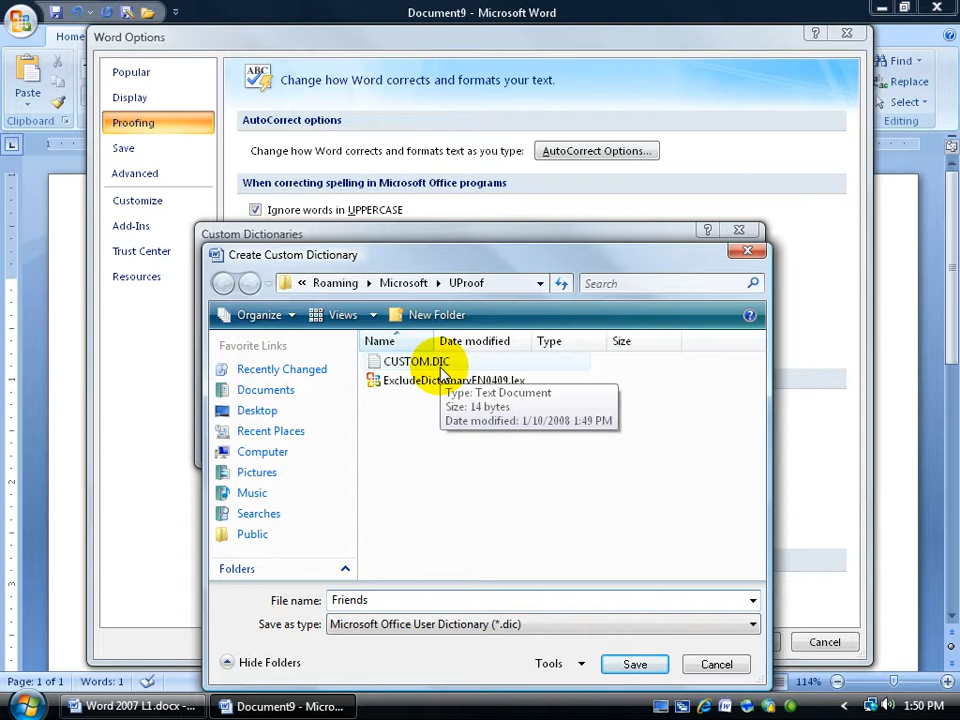 Document9 - Microsoft Word
Home
Word Options
Paste
Clipboard
Find
Replace
Select
Editing
Popular
Display
Proofing
Save
Advanced
Customize
Add-Ins
Trust Center
Resources
ABC
Change how Word corrects and formats your text.
AutoCorrect options
Change how Word corrects and formats text as you type:
AutoCorrect Options...
When correcting spelling in Microsoft Office programs
Ignore words in UPPERCASE
Custom Dictionaries
Create Custom Dictionary
« Roaming Microsoft UProof
Search
Organize Views New Folder
Favorite Links
Recently Changed
Documents
Desktop
Recent Places
Computer
Pictures
Music
Searches
Public
Folders
Name Date modified Type Size
CUSTOM.DIC
ExcludeDictionaryEN0409.lex
Type: Text Document
Size: 14 bytes
Date modified: 1/10/2008 1:49 PM
File name: Friends
Save as type: Microsoft Office User Dictionary (*.dic)
Hide Folders
Tools
Save
Cancel
Cancel
Page: 1 of 1 Words: 1
114%
Word 2007 L1.docx -...
Document9 - Micro...
1:50 PM